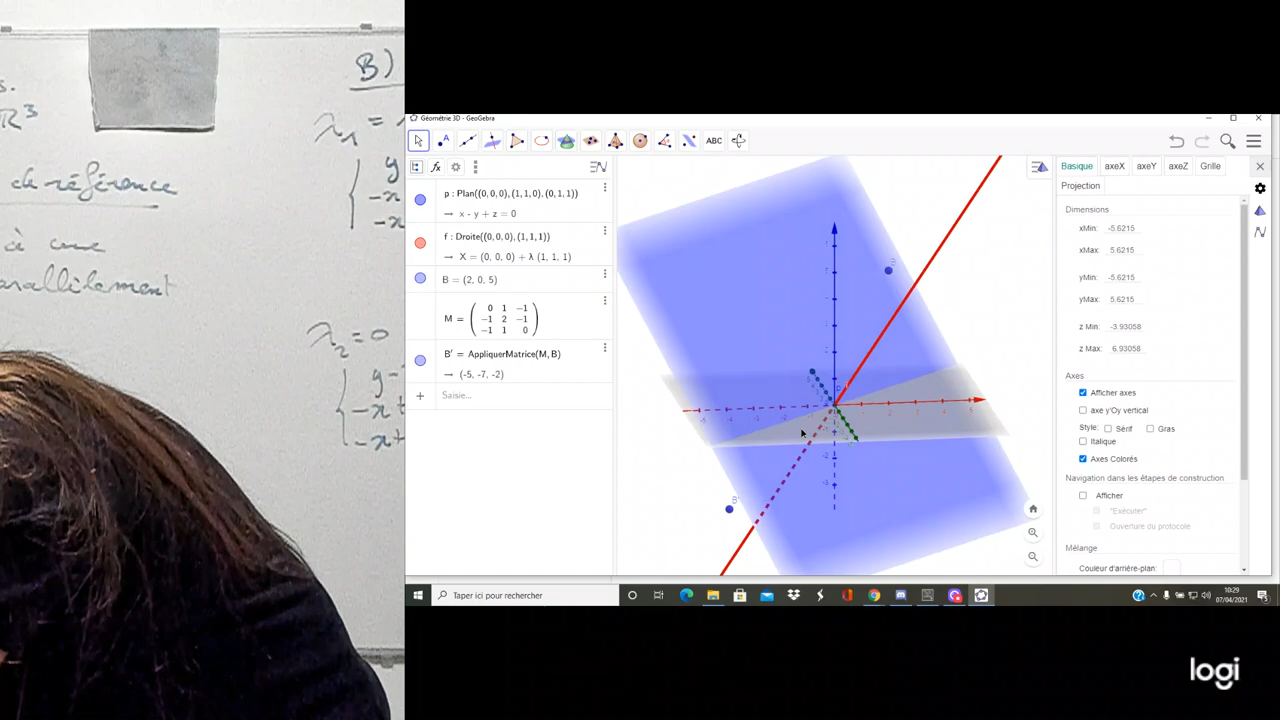 B)
s.
ℝ³
λ₁ =
de référence
y
-x
-x
à une
parallèlement
λ₂ = 0
y-
-x+
-x+
Géométrie 3D - GeoGebra
ABC
p : Plan((0,0,0),(1,1,0),(0,1,1))
→ x - y + z = 0
f : Droite((0,0,0),(1,1,1))
→ X = (0, 0, 0) + λ (1, 1, 1)
B = (2, 0, 5)
M = ( 0 1 -1
-1 2 -1
-1 1 0 )
B' = AppliquerMatrice(M, B)
→ (-5, -7, -2)
+ Saisie...
B
B'
Basique axeX axeY axeZ Grille
Projection
Dimensions
xMin: -5.6215
xMax: 5.6215
yMin: -5.6215
yMax: 5.6215
z Min: -3.93058
z Max: 6.93058
Axes
Afficher axes
axe y'Oy vertical
Style: Sérif Gras
Italique
Axes Colorés
Navigation dans les étapes de construction
Afficher
"Exécuter"
Ouverture du protocole
Mélange
Couleur d'arrière-plan:
Taper ici pour rechercher
10:29
07/04/2021
logi